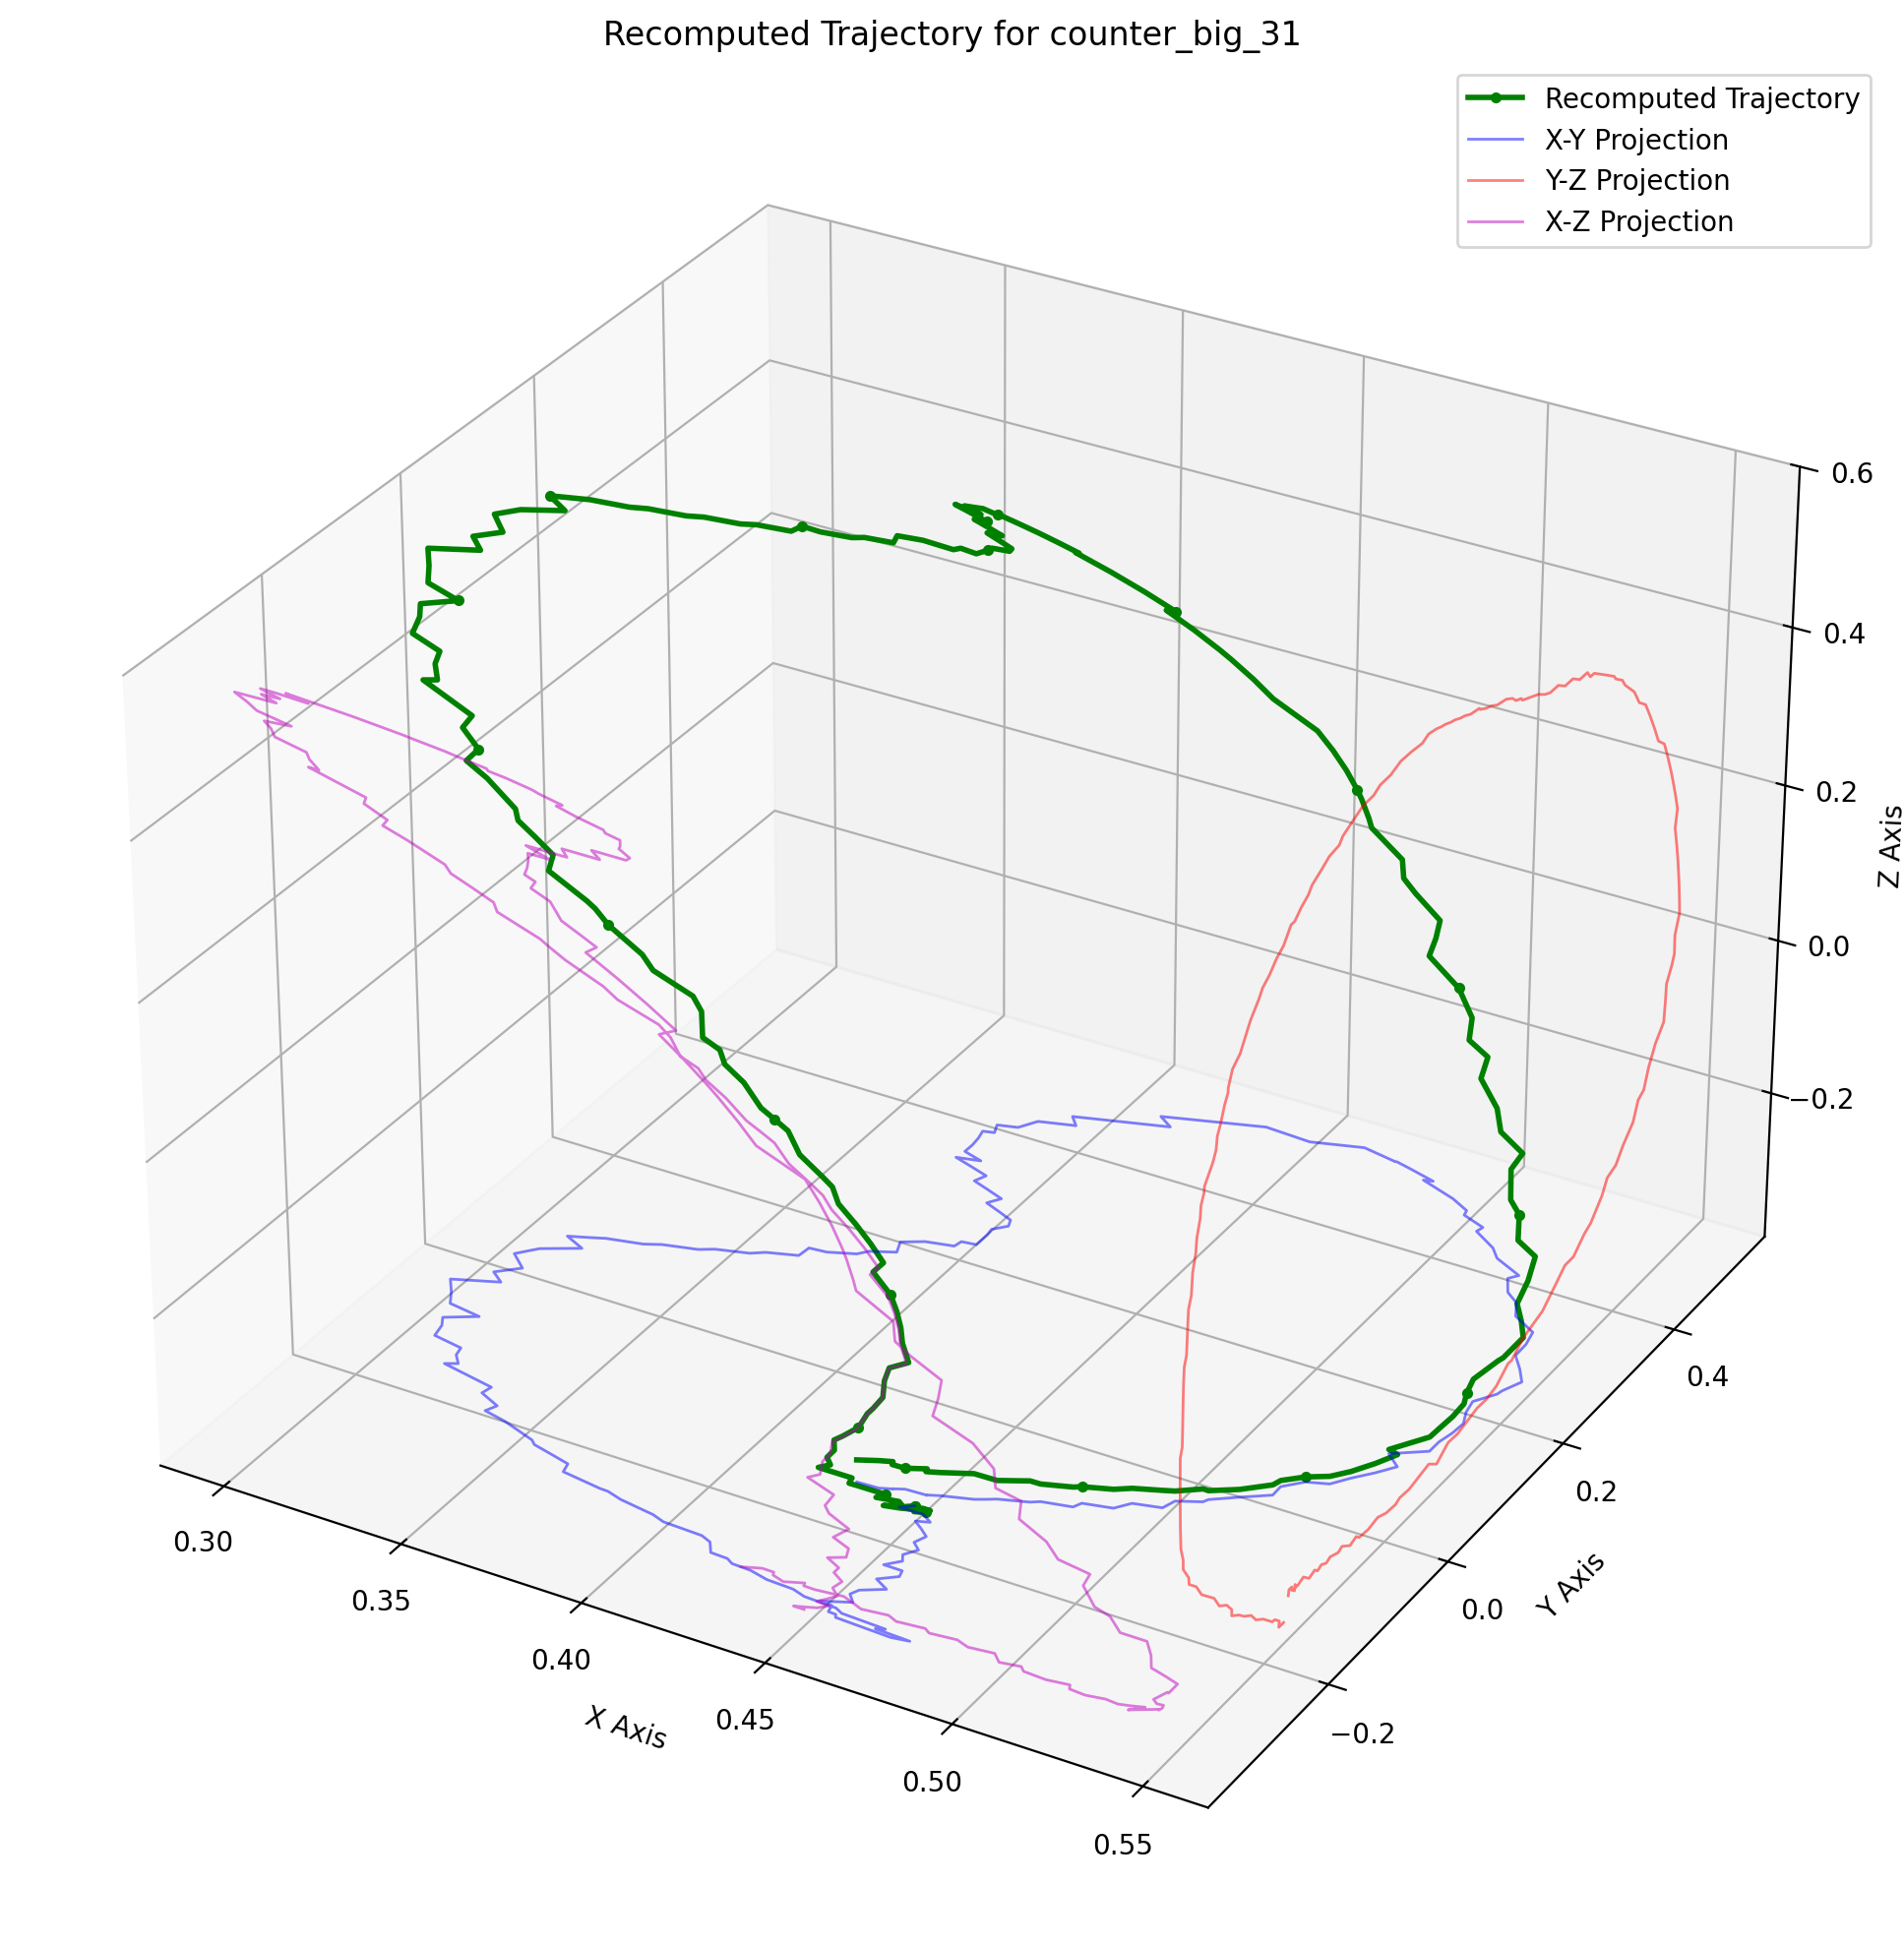 Recomputed Trajectory for counter_big_31
Recomputed Trajectory
X-Y Projection
Y-Z Projection
X-Z Projection
0.6
0.4
0.2
0.0
−0.2
Z Axis
0.4
0.2
0.0
−0.2
Y Axis
0.30
0.35
0.40
0.45
0.50
0.55
X Axis